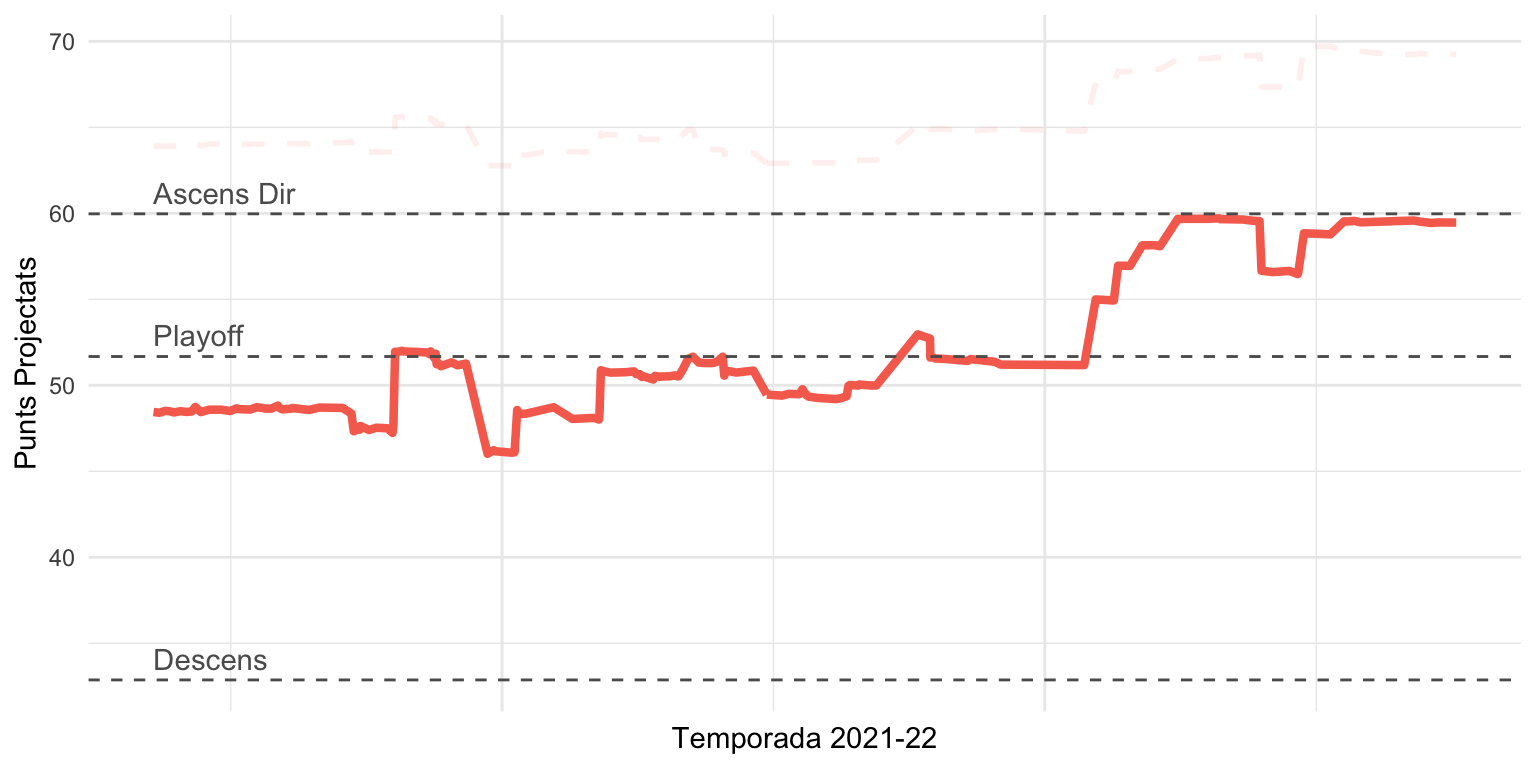 70
Ascens Dir
60
Playoff
50
40
Descens
Punts Projectats
Temporada 2021-22